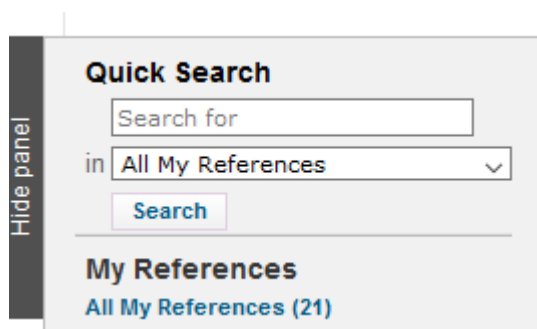 Hide panel
Quick Search
Search for
in All My References
Search
My References
All My References (21)